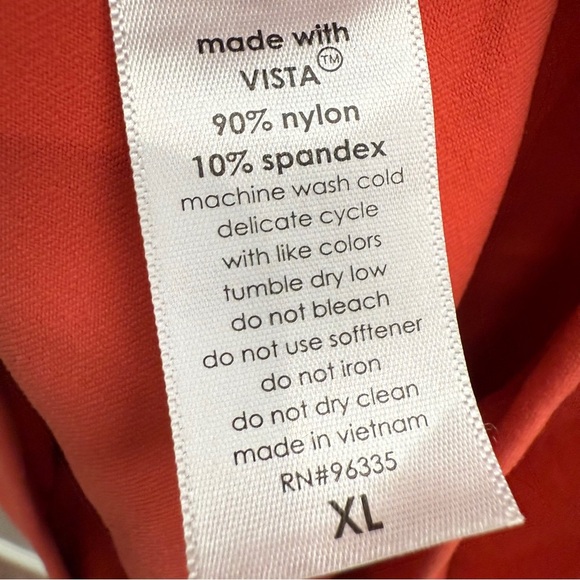 made with
VISTA™
90% nylon
10% spandex
machine wash cold
delicate cycle
with like colors
tumble dry low
do not bleach
do not use sofftener
do not iron
do not dry clean
made in vietnam
RN#96335
XL